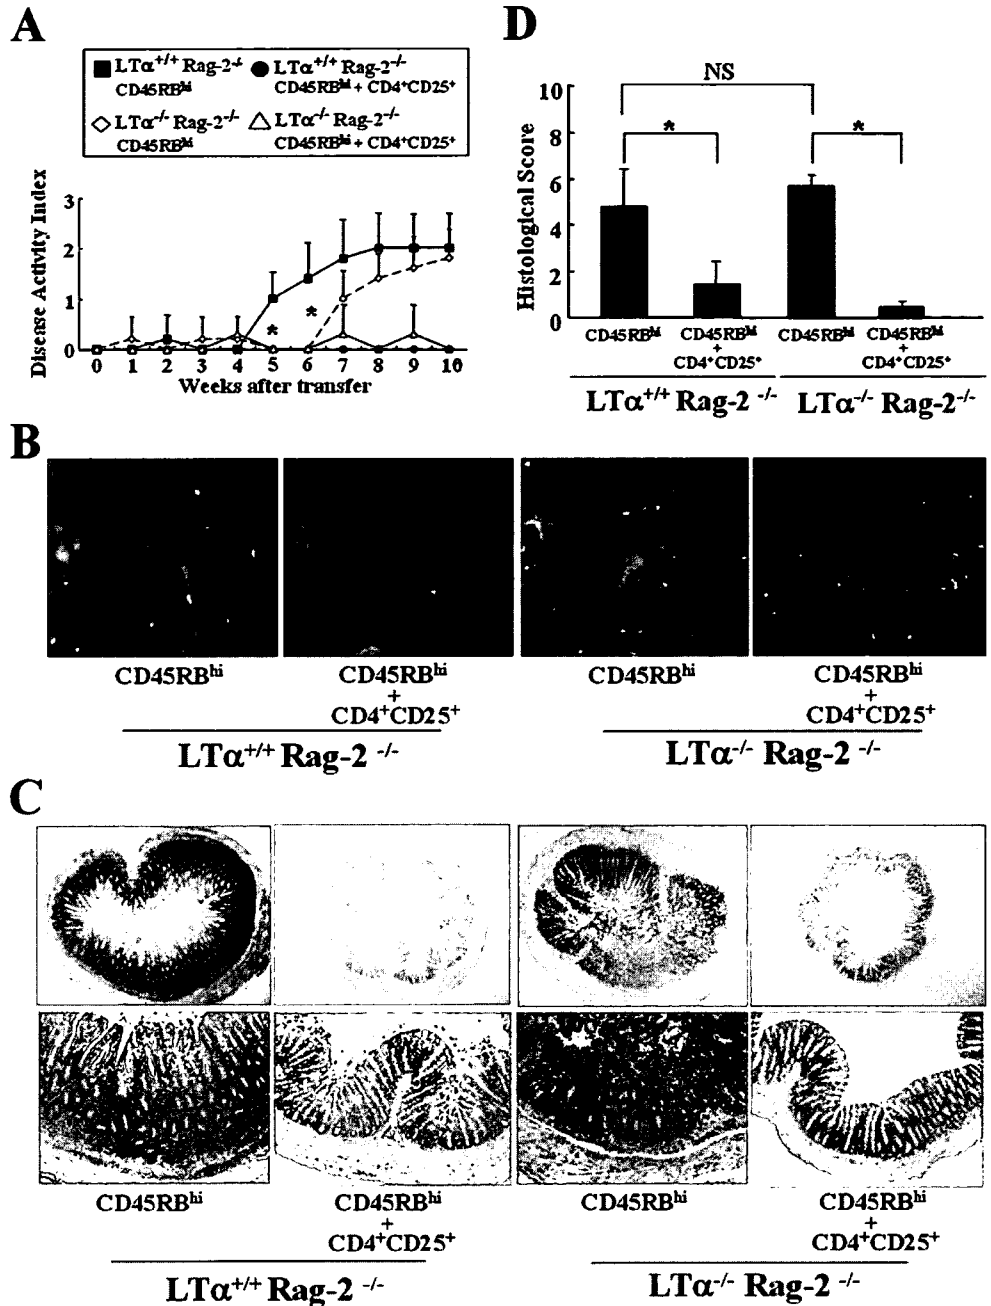 A
LTα+/+ Rag-2-/- CD45RBhi
LTα+/+ Rag-2-/- CD45RBhi + CD4+CD25+
LTα-/- Rag-2-/- CD45RBhi
LTα-/- Rag-2-/- CD45RBhi + CD4+CD25+
Disease Activity Index
3
2
1
0
* *
0 1 2 3 4 5 6 7 8 9 10
Weeks after transfer
D
NS
* *
Histological Score
10
8
6
4
2
0
CD45RBhi CD45RBhi + CD4+CD25+ CD45RBhi CD45RBhi + CD4+CD25+
LTα+/+ Rag-2 -/- LTα-/- Rag-2-/-
B
CD45RBhi CD45RBhi + CD4+CD25+ CD45RBhi CD45RBhi + CD4+CD25+
LTα+/+ Rag-2 -/- LTα-/- Rag-2 -/-
C
CD45RBhi CD45RBhi + CD4+CD25+ CD45RBhi CD45RBhi + CD4+CD25+
LTα+/+ Rag-2 -/- LTα-/- Rag-2 -/-